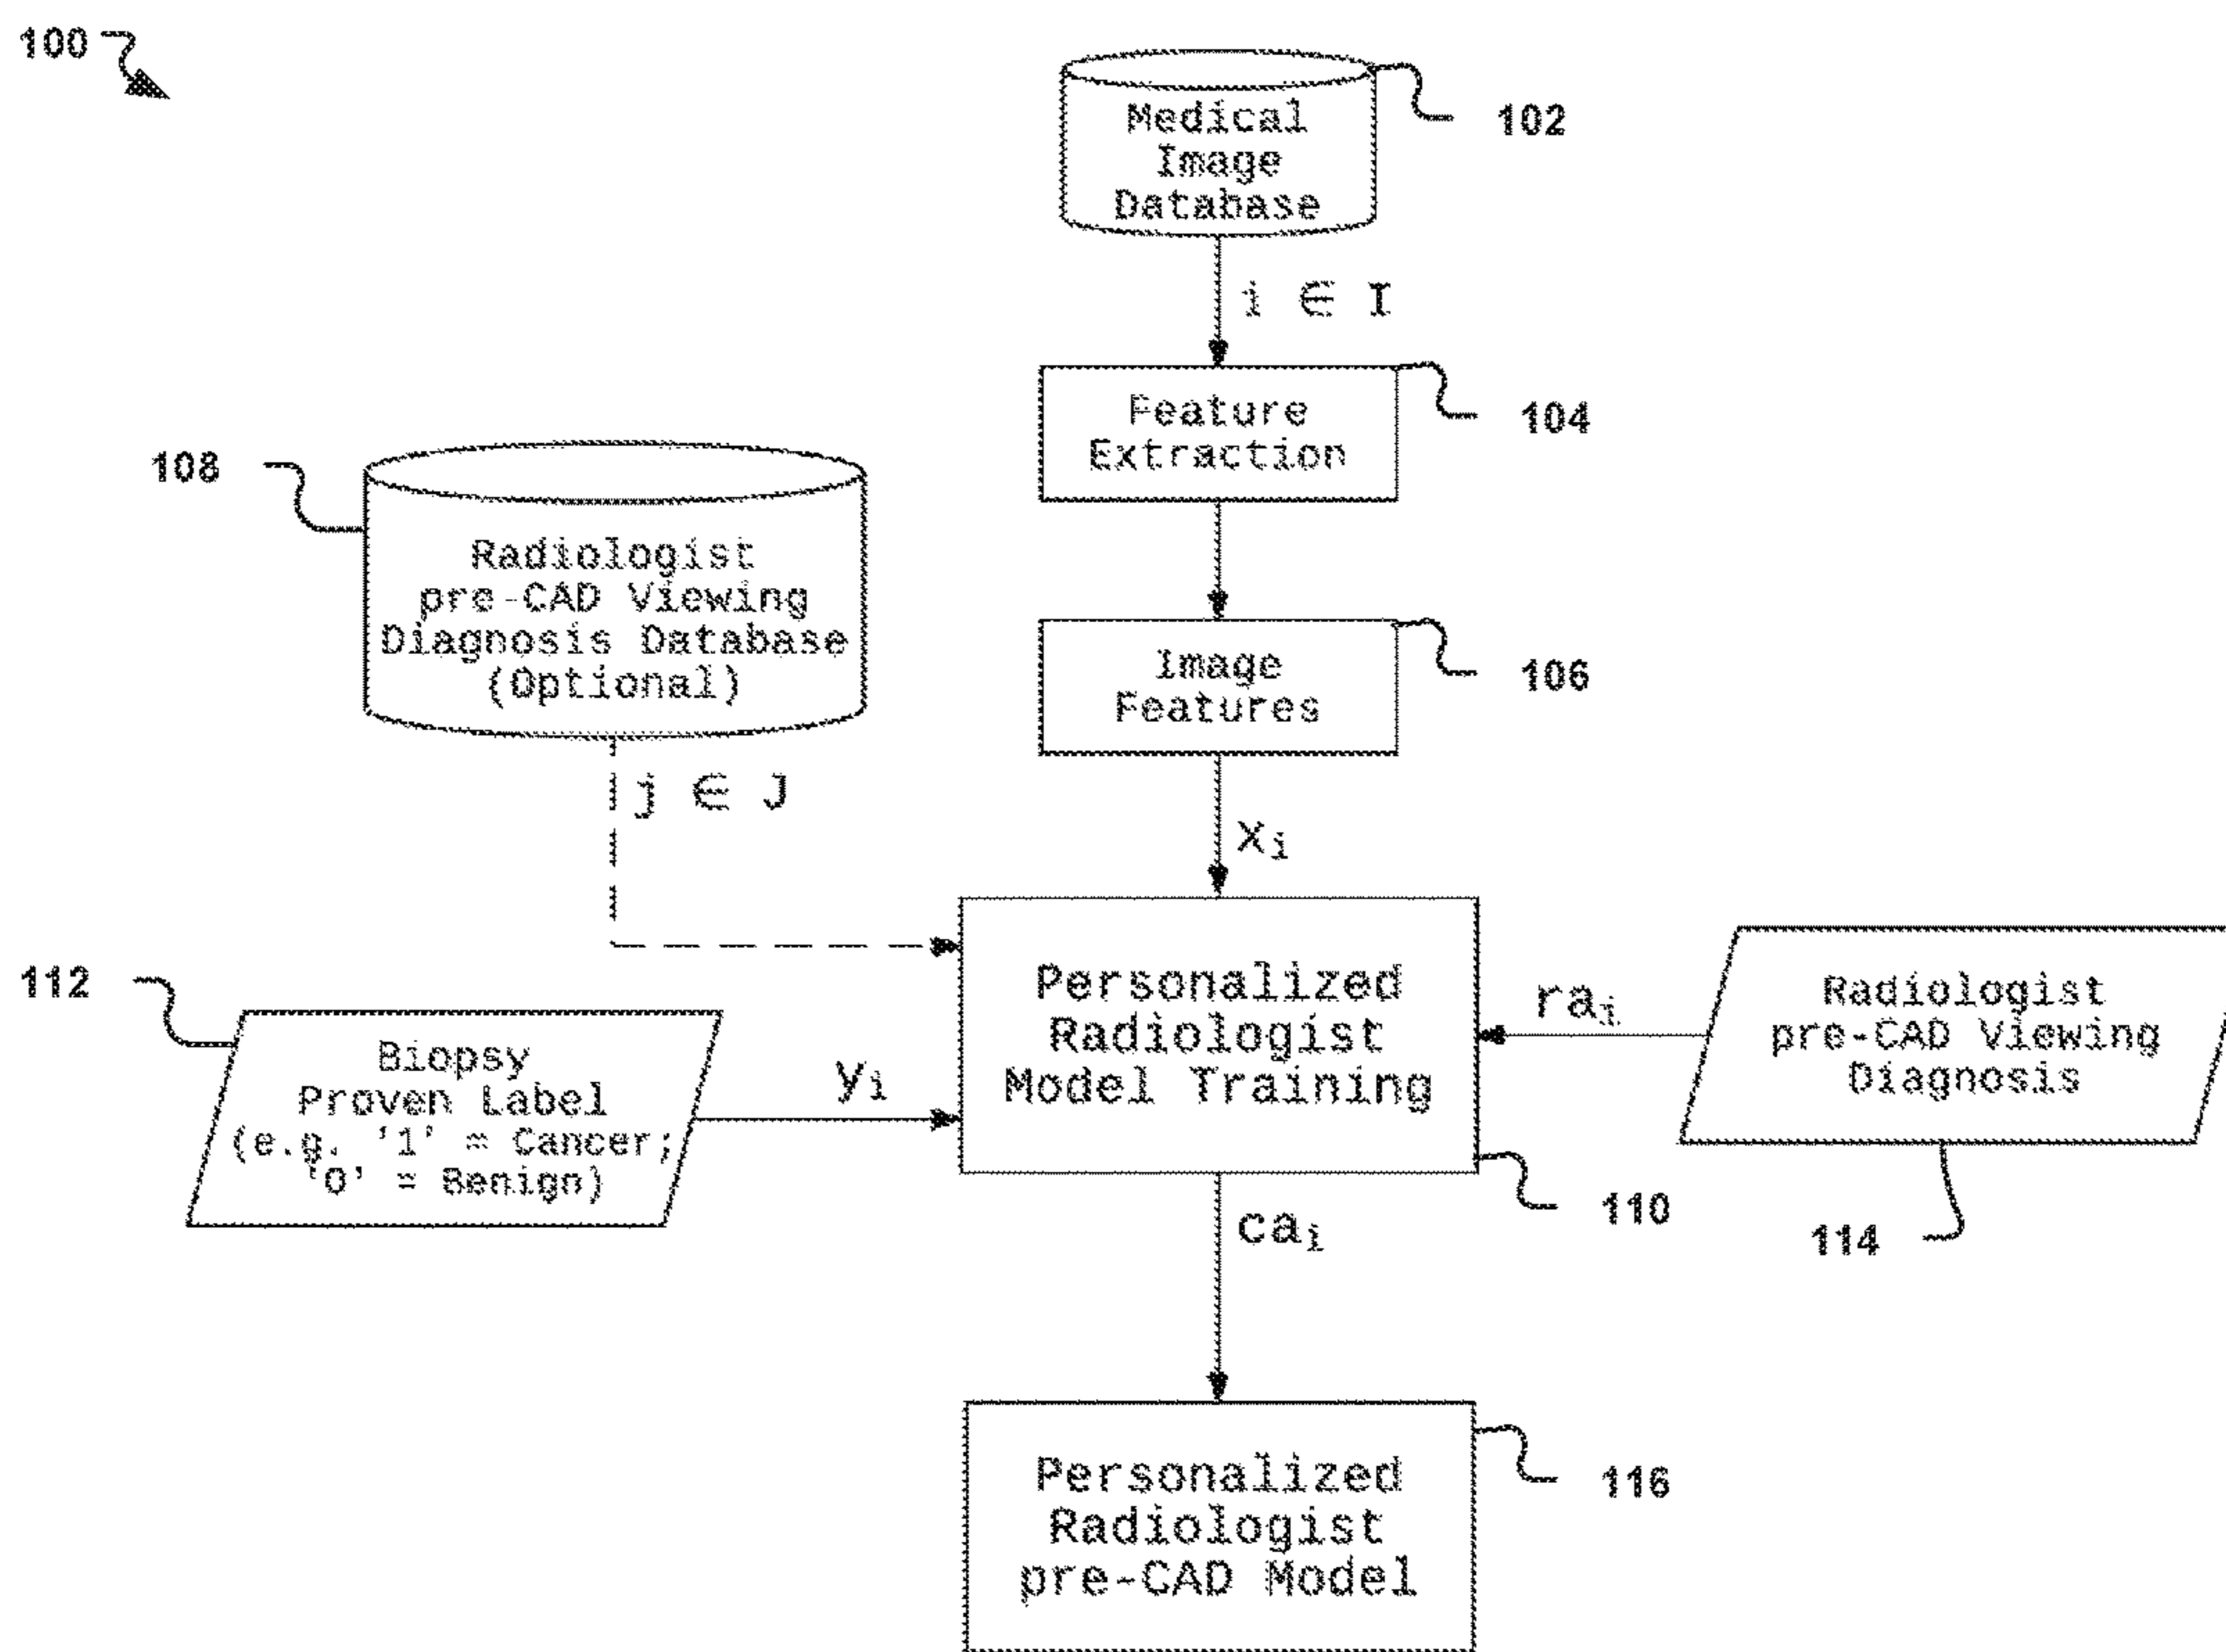 100
Medical
Image
Database
102
i ∈ I
Feature
Extraction
104
108
Radiologist
pre-CAD Viewing
Diagnosis Database
(Optional)
Image
Features
106
j ∈ J
xᵢ
112
Biopsy
Proven Label
(e.g. '1' = Cancer;
'0' = Benign)
yᵢ
Personalized
Radiologist
Model Training
raᵢ
Radiologist
pre-CAD Viewing
Diagnosis
110
114
caᵢ
Personalized
Radiologist
pre-CAD Model
116